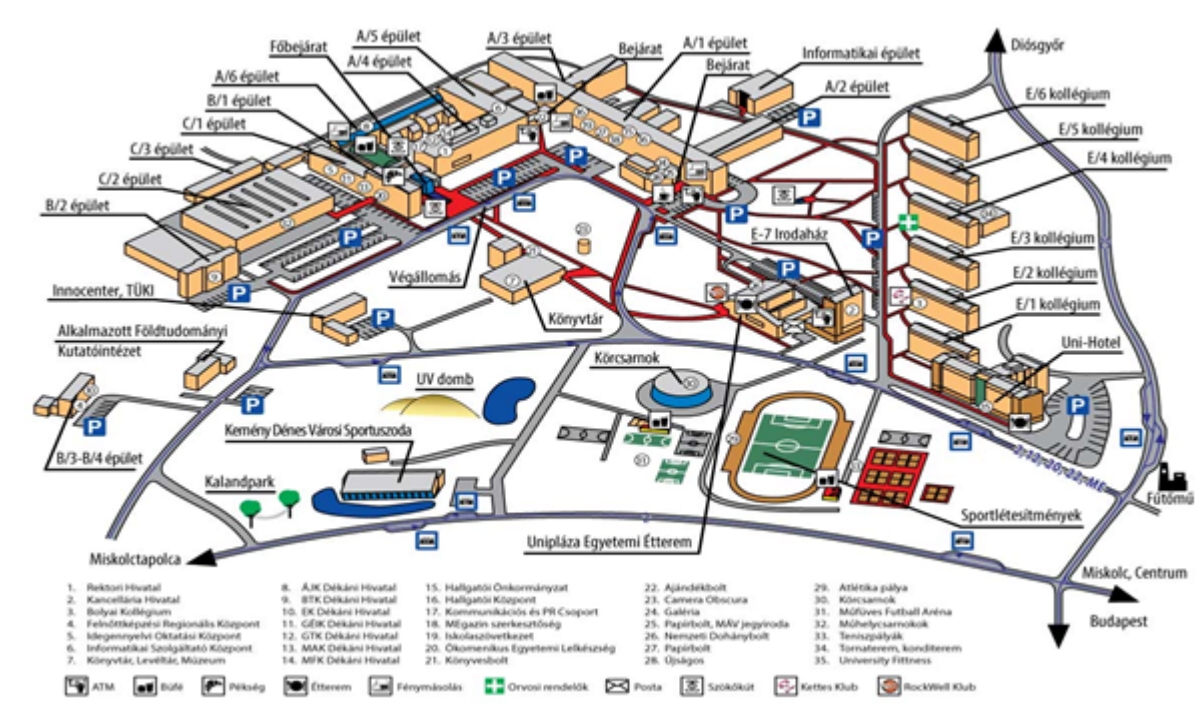 A/5 épület
A/3 épület
Főbejárat
A/4 épület
Bejárat
A/1 épület
Diósgyőr
A/6 épület
Bejárat
Informatikai épület
B/1 épület
A/2 épület
E/6 kollégium
C/1 épület
E/5 kollégium
C/3 épület
E/4 kollégium
C/2 épület
B/2 épület
E-7 Irodaház
E/3 kollégium
Végállomás
E/2 kollégium
Innocenter, TÜKI
Könyvtár
E/1 kollégium
Alkalmazott Földtudományi
Kutatóintézet
Körcsarnok
Uni-Hotel
UV domb
Kemény Dénes Városi Sportuszoda
B/3-B/4 épület
2, 12, 20, 22, ME
Kalandpark
Fűtőmű
Sportlétesítmények
Unipláza Egyetemi Étterem
Miskolctapolca
Miskolc, Centrum
Budapest
1. Rektori Hivatal
2. Kancellária Hivatal
3. Bolyai Kollégium
4. Felnőttképzési Regionális Központ
5. Idegennyelvi Oktatási Központ
6. Informatikai Szolgáltató Központ
7. Könyvtár, Levéltár, Múzeum
8. ÁJK Dékáni Hivatal
9. BTK Dékáni Hivatal
10. EK Dékáni Hivatal
11. GÉIK Dékáni Hivatal
12. GTK Dékáni Hivatal
13. MAK Dékáni Hivatal
14. MFK Dékáni Hivatal
15. Hallgatói Önkormányzat
16. Hallgatói Központ
17. Kommunikációs és PR Csoport
18. MEgazin szerkesztőség
19. Iskolaszövetkezet
20. Ökomenikus Egyetemi Lelkészség
21. Könyvesbolt
22. Ajándékbolt
23. Camera Obscura
24. Galéria
25. Papírbolt, MÁV jegyiroda
26. Nemzeti Dohánybolt
27. Papírbolt
28. Újságos
29. Atlétika pálya
30. Körcsarnok
31. Műfüves Futball Aréna
32. Műhelycsarnokok
33. Teniszpályák
34. Tornaterem, konditerem
35. University Fittness
ATM
Büfé
Pékség
Étterem
Fénymásolás
Orvosi rendelők
Posta
Szökőkút
Kettes Klub
RockWell Klub